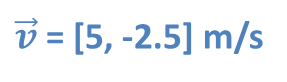 v⃗ = [5, -2.5] m/s